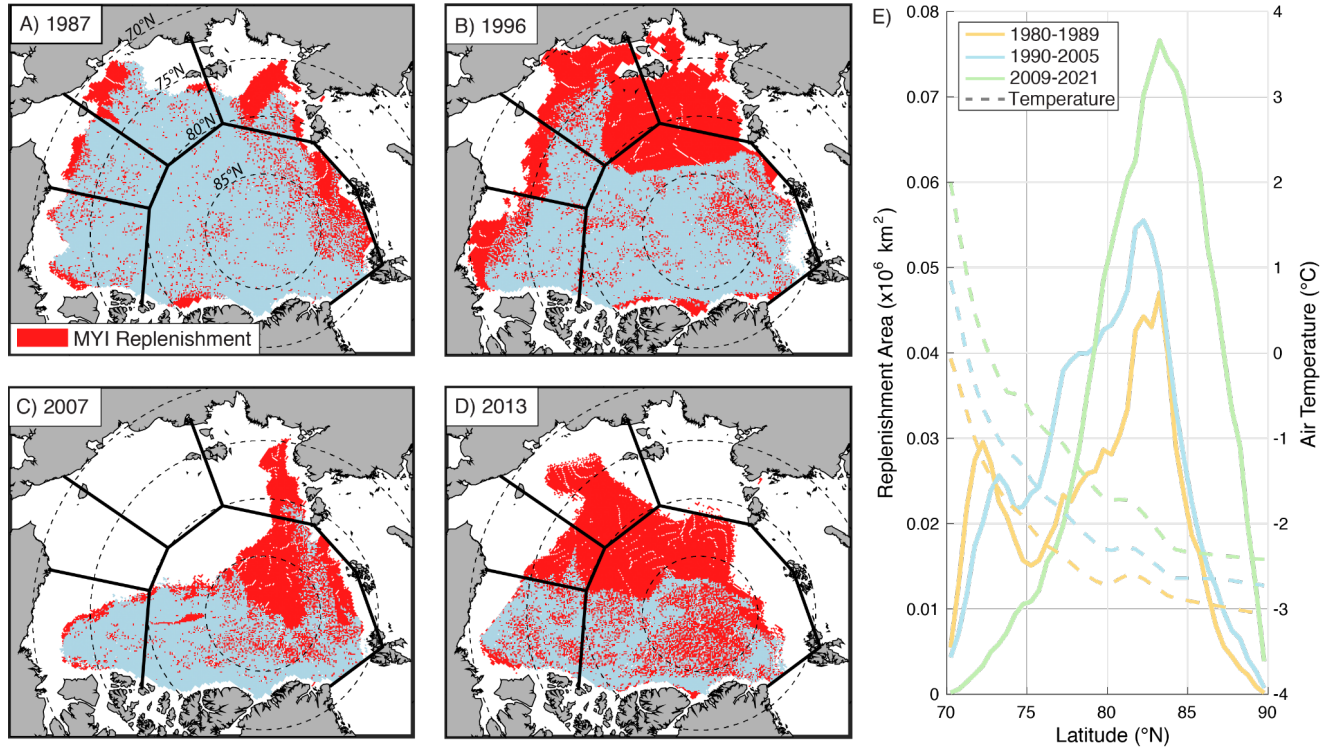 A) 1987
70°N
75°N
80°N
85°N
MYI Replenishment
B) 1996
C) 2007
D) 2013
E)
1980-1989
1990-2005
2009-2021
Temperature
Replenishment Area (x10⁶ km²)
0.08
0.07
0.06
0.05
0.04
0.03
0.02
0.01
0
4
3
2
1
0
-1
-2
-3
-4
Air Temperature (°C)
70
75
80
85
90
Latitude (°N)